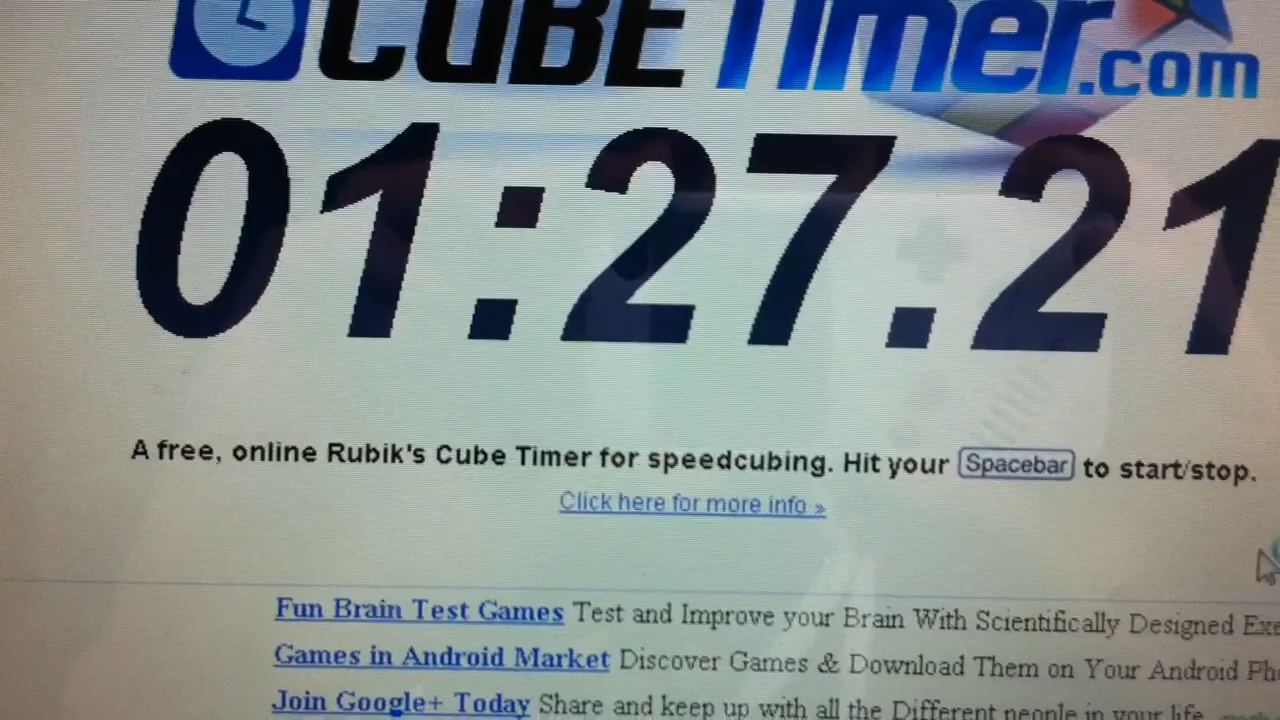 CUBETimer.com
01:27.21
A free, online Rubik's Cube Timer for speedcubing. Hit your Spacebar to start/stop.
Click here for more info »
Fun Brain Test Games Test and Improve your Brain With Scientifically Designed
Games in Android Market Discover Games & Download Them on Your Android
Join Google+ Today Share and keep up with all the Different people in your life.